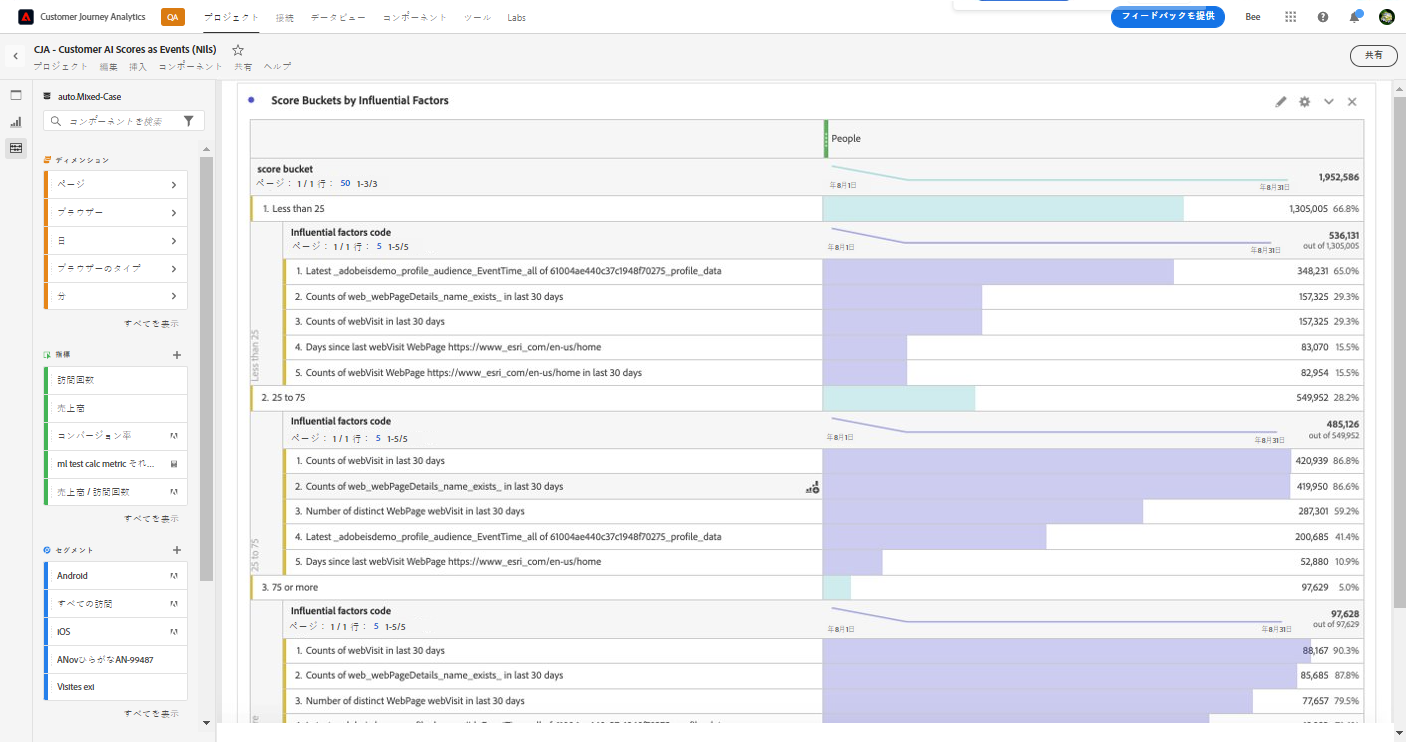 Customer Journey Analytics QA プロジェクト 接続 データビュー コンポーネント ツール Labs フィードバックを提供 Bee
CJA - Customer AI Scores as Events (Nils)
プロジェクト 編集 挿入 コンポーネント 共有 ヘルプ
共有
auto.Mixed-Case
コンポーネントを検索
ディメンション
ページ
ブラウザー
日
ブラウザーのタイプ
分
すべてを表示
指標
訪問回数
売上高
コンバージョン率
ml test calc metric それ...
売上高 / 訪問回数
すべてを表示
セグメント
Android
すべての訪問
iOS
ANovひらがなAN-99487
Visites exi
すべてを表示
Score Buckets by Influential Factors
People
score bucket
ページ： 1 / 1 行： 50 1-3/3
年8月1日
年8月31日
1,952,586
1. Less than 25 1,305,005 66.8%
Less than 25
Influential factors code
ページ： 1 / 1 行： 5 1-5/5
年8月1日
年8月31日
536,131
out of 1,305,005
1. Latest _adobeisdemo_profile_audience_EventTime_all of 61004ae440c37c1948f70275_profile_data 348,231 65.0%
2. Counts of web_webPageDetails_name_exists_ in last 30 days 157,325 29.3%
3. Counts of webVisit in last 30 days 157,325 29.3%
4. Days since last webVisit WebPage https://www_esri_com/en-us/home 83,070 15.5%
5. Counts of webVisit WebPage https://www_esri_com/en-us/home in last 30 days 82,954 15.5%
2. 25 to 75 549,952 28.2%
25 to 75
Influential factors code
ページ： 1 / 1 行： 5 1-5/5
年8月1日
年8月31日
485,126
out of 549,952
1. Counts of webVisit in last 30 days 420,939 86.8%
2. Counts of web_webPageDetails_name_exists_ in last 30 days 419,950 86.6%
3. Number of distinct WebPage webVisit in last 30 days 287,301 59.2%
4. Latest _adobeisdemo_profile_audience_EventTime_all of 61004ae440c37c1948f70275_profile_data 200,685 41.4%
5. Days since last webVisit WebPage https://www_esri_com/en-us/home 52,880 10.9%
3. 75 or more 97,629 5.0%
Influential factors code
ページ： 1 / 1 行： 5 1-5/5
年8月1日
年8月31日
97,628
out of 97,629
1. Counts of webVisit in last 30 days 88,167 90.3%
2. Counts of web_webPageDetails_name_exists_ in last 30 days 85,685 87.8%
3. Number of distinct WebPage webVisit in last 30 days 77,657 79.5%